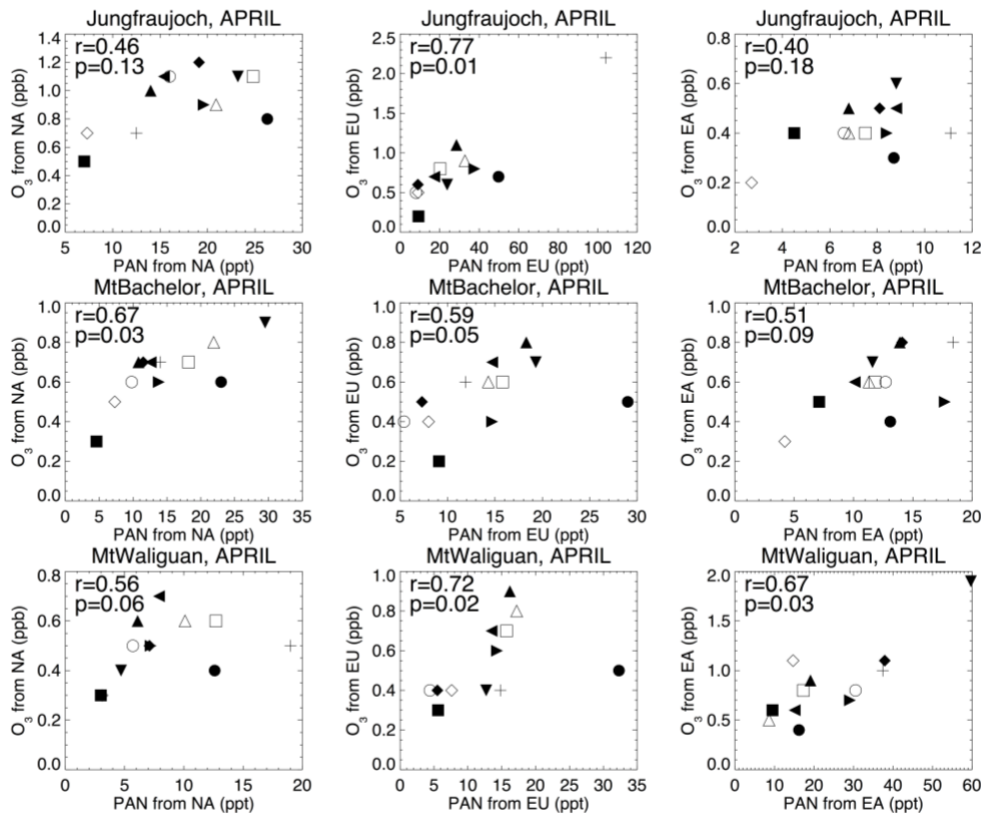 Jungfraujoch, APRIL
r=0.46
p=0.13
O3 from NA (ppb)
1.4
1.2
1.0
0.8
0.6
0.4
0.2
0.0
5 10 15 20 25 30
PAN from NA (ppt)
Jungfraujoch, APRIL
r=0.77
p=0.01
O3 from EU (ppb)
2.5
2.0
1.5
1.0
0.5
0.0
0 20 40 60 80 100 120
PAN from EU (ppt)
Jungfraujoch, APRIL
r=0.40
p=0.18
O3 from EA (ppb)
0.8
0.6
0.4
0.2
0.0
2 4 6 8 10 12
PAN from EA (ppt)
MtBachelor, APRIL
r=0.67
p=0.03
O3 from NA (ppb)
1.0
0.8
0.6
0.4
0.2
0.0
0 5 10 15 20 25 30 35
PAN from NA (ppt)
MtBachelor, APRIL
r=0.59
p=0.05
O3 from EU (ppb)
1.0
0.8
0.6
0.4
0.2
0.0
5 10 15 20 25 30
PAN from EU (ppt)
MtBachelor, APRIL
r=0.51
p=0.09
O3 from EA (ppb)
1.0
0.8
0.6
0.4
0.2
0.0
0 5 10 15 20
PAN from EA (ppt)
MtWaliguan, APRIL
r=0.56
p=0.06
O3 from NA (ppb)
0.8
0.6
0.4
0.2
0.0
0 5 10 15 20
PAN from NA (ppt)
MtWaliguan, APRIL
r=0.72
p=0.02
O3 from EU (ppb)
1.0
0.8
0.6
0.4
0.2
0.0
0 10 20 30 40
PAN from EU (ppt)
MtWaliguan, APRIL
r=0.67
p=0.03
O3 from EA (ppb)
2.0
1.5
1.0
0.5
0.0
0 10 20 30 40 50 60
PAN from EA (ppt)